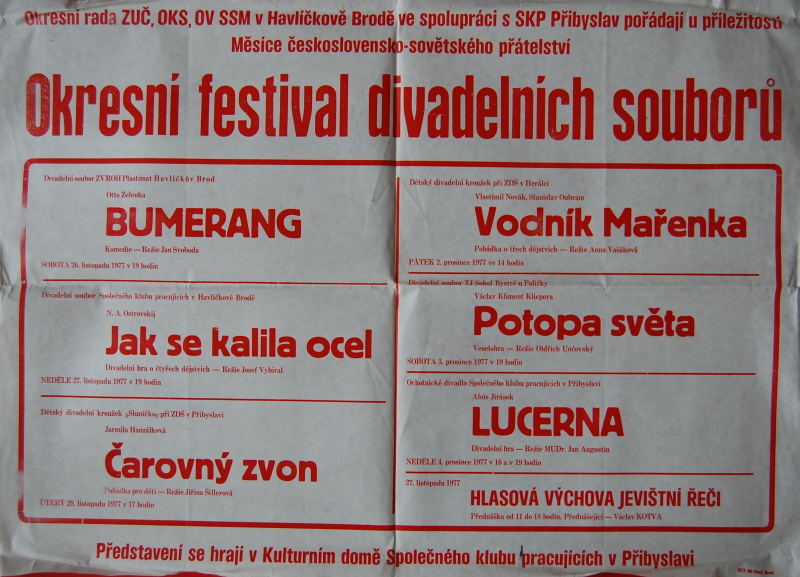 Okresní rada ZUČ, OKS, OV SSM v Havlíčkově Brodě ve spolupráci s SKP Přibyslav pořádají u příležitosti
Měsíce československo-sovětského přátelství
Okresní festival divadelních souborů
Divadelní soubor ZVROH Plastimat Havlíčkův Brod
Otto Zelenka
BUMERANG
Komedie — Režie Jan Svoboda
SOBOTA 26. listopadu 1977 v 19 hodin
Divadelní soubor Společného klubu pracujících v Havlíčkově Brodě
N. A. Ostrovskij
Jak se kalila ocel
Divadelní hra o čtyřech dějstvích — Režie Josef Vybíral
NEDĚLE 27. listopadu 1977 v 19 hodin
Dětský divadelní kroužek „Sluníčko„ při ZDŠ v Přibyslavi
Jarmila Hanzálková
Čarovný zvon
Pohádka pro děti — Režie Jiřina Šillerová
ÚTERÝ 29. listopadu 1977 v 17 hodin
Dětský divadelní kroužek při ZDŠ v Herálci
Vlastimil Novák, Stanislav Oubram
Vodník Mařenka
Pohádka o třech dějstvích — Režie Anna Vašáková
PÁTEK 2. prosince 1977 ve 14 hodin
Divadelní soubor TJ Sokol Bystré u Poličky
Václav Kliment Klicpera
Potopa světa
Veselohra — Režie Oldřich Unčovský
SOBOTA 3. prosince 1977 v 19 hodin
Ochotnické divadlo Společného klubu pracujících v Přibyslavi
Alois Jirásek
LUCERNA
Divadelní hra — Režie MUDr. Jan Augustin
NEDĚLE 4. prosince 1977 v 16 a v 19 hodin
27. listopadu 1977
HLASOVÁ VÝCHOVA JEVIŠTNÍ ŘEČI
Přednáška od 11 do 18 hodin. Přednášející — Václav KOTVA
Představení se hrají v Kulturním domě Společného klubu pracujících v Přibyslavi